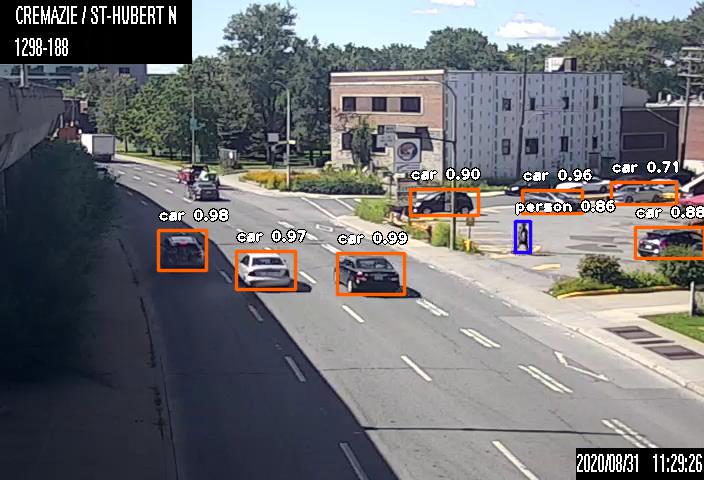 CREMAZIE / ST-HUBERT N
1298-188
car 0.90
car 0.96
car 0.71
car 0.98
person 0.86
car 0.88
car 0.97
car 0.99
2020/08/31 11:29:26